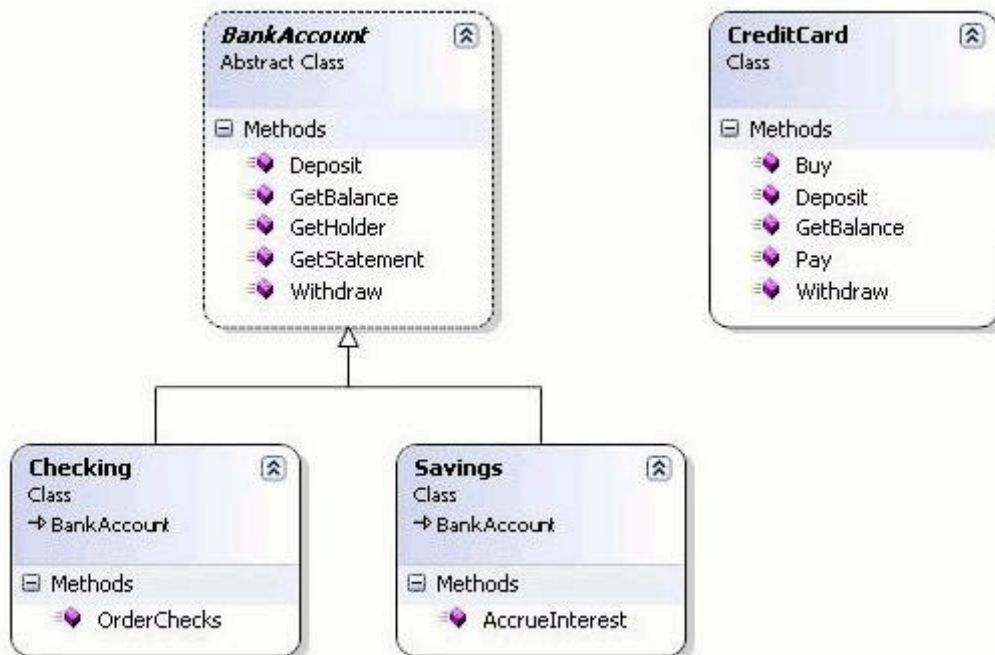 BankAccount
Abstract Class
Methods
Deposit
GetBalance
GetHolder
GetStatement
Withdraw
CreditCard
Class
Methods
Buy
Deposit
GetBalance
Pay
Withdraw
Checking
Class
BankAccount
Methods
OrderChecks
Savings
Class
BankAccount
Methods
AccrueInterest